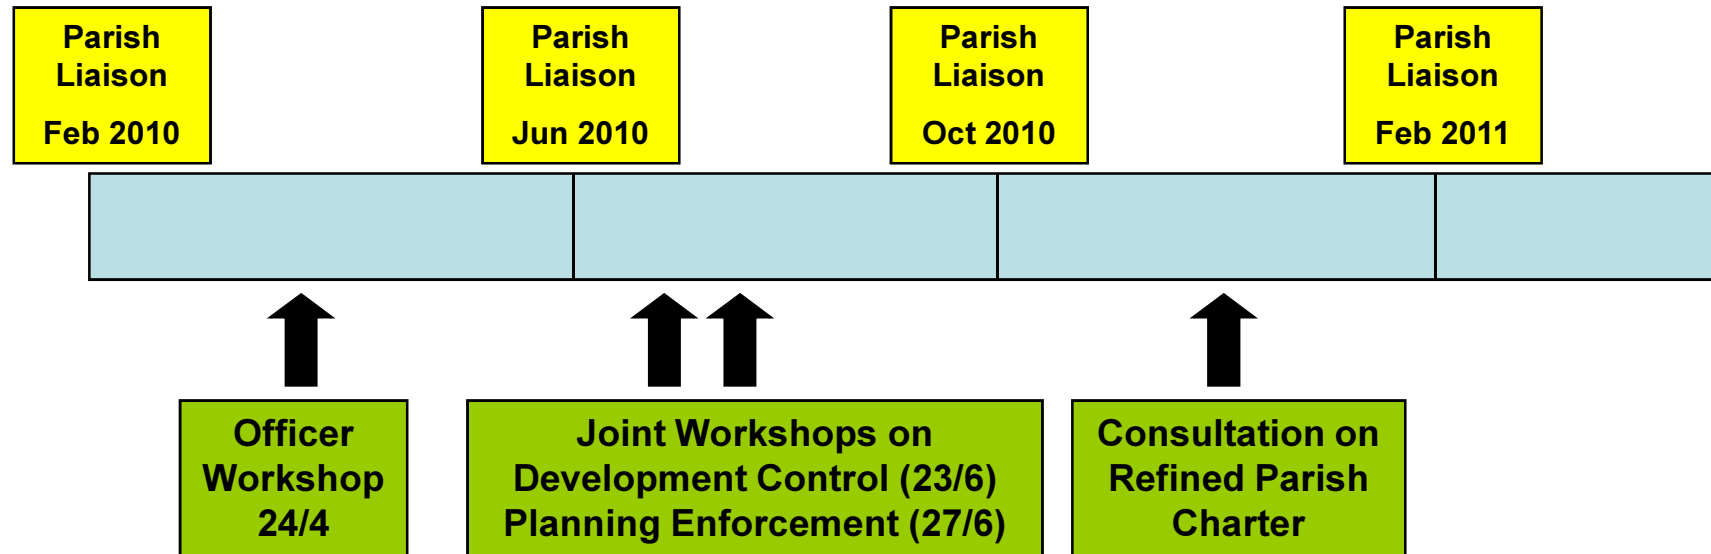 Parish
Liaison
Feb 2010
Parish
Liaison
Jun 2010
Parish
Liaison
Oct 2010
Parish
Liaison
Feb 2011
Officer
Workshop
24/4
Joint Workshops on
Development Control (23/6)
Planning Enforcement (27/6)
Consultation on
Refined Parish
Charter